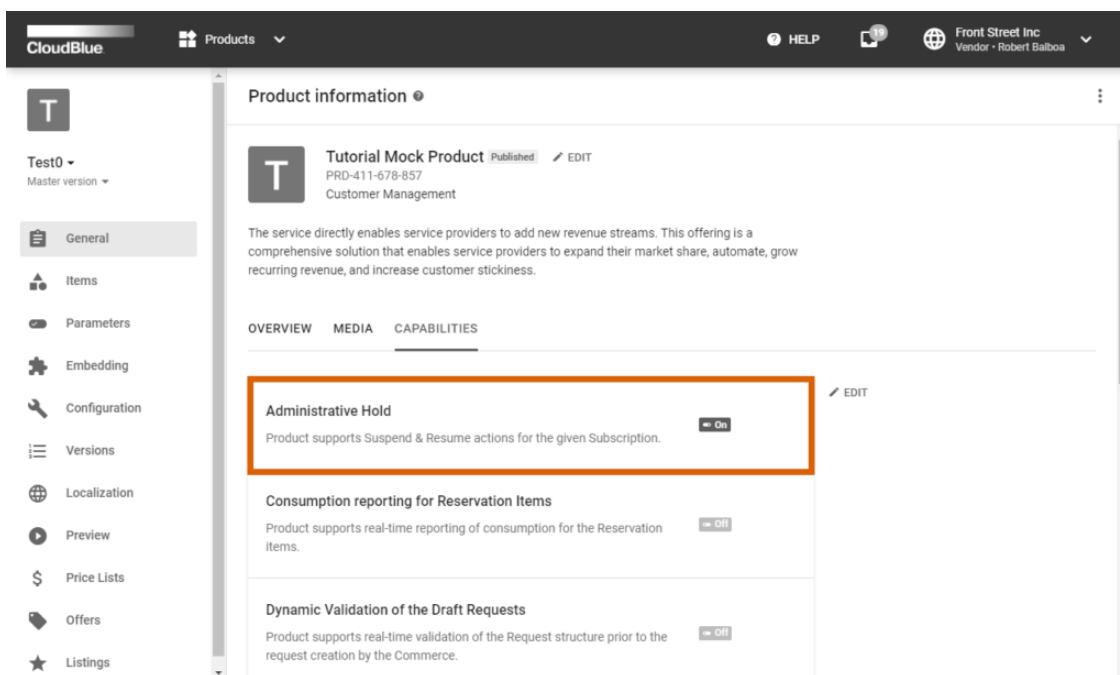 CloudBlue
Products
HELP
19
Front Street Inc
Vendor • Robert Balboa
T
Test0
Master version
General
Items
Parameters
Embedding
Configuration
Versions
Localization
Preview
Price Lists
Offers
Listings
Product information
T
Tutorial Mock Product Published EDIT
PRD-411-678-857
Customer Management
The service directly enables service providers to add new revenue streams. This offering is a
comprehensive solution that enables service providers to expand their market share, automate, grow
recurring revenue, and increase customer stickiness.
OVERVIEW MEDIA CAPABILITIES
EDIT
Administrative Hold
Product supports Suspend & Resume actions for the given Subscription.
On
Consumption reporting for Reservation Items
Product supports real-time reporting of consumption for the Reservation
items.
Off
Dynamic Validation of the Draft Requests
Product supports real-time validation of the Request structure prior to the
request creation by the Commerce.
Off